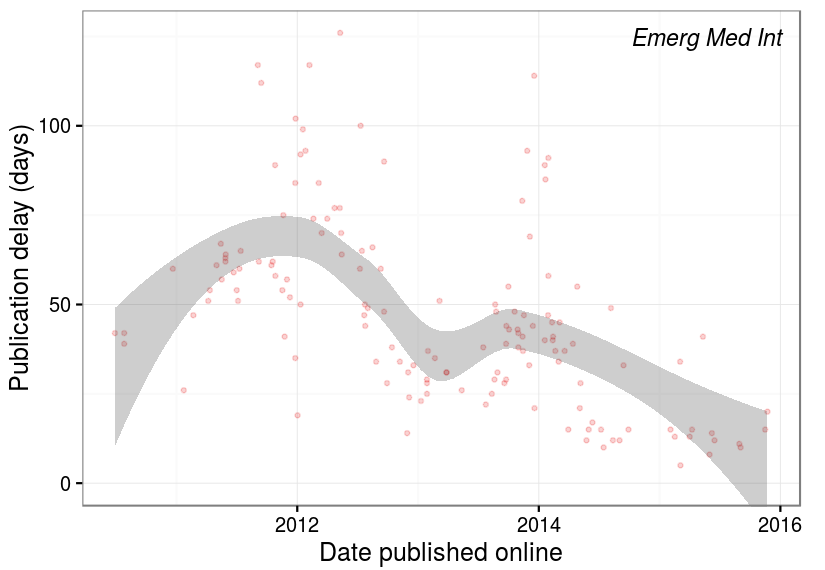 Emerg Med Int
Publication delay (days)
100
50
0
2012 2014 2016
Date published online